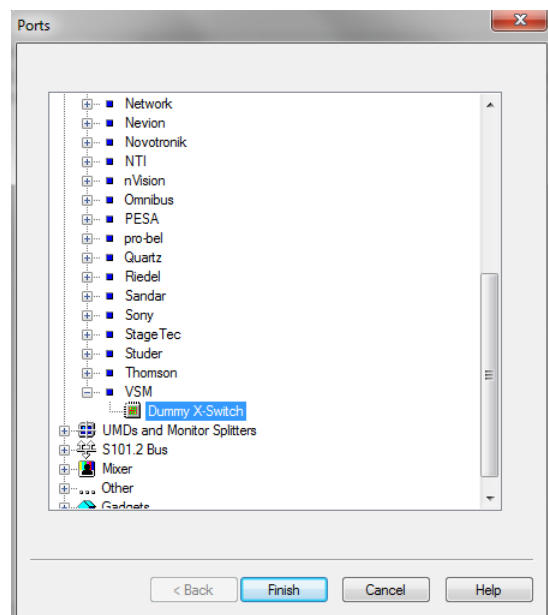 Ports
Network
Nevion
Novotronik
NTI
nVision
Omnibus
PESA
pro-bel
Quartz
Riedel
Sandar
Sony
StageTec
Studer
Thomson
VSM
Dummy X-Switch
UMDs and Monitor Splitters
S101.2 Bus
Mixer
... Other
Gadgets
< Back Finish Cancel Help